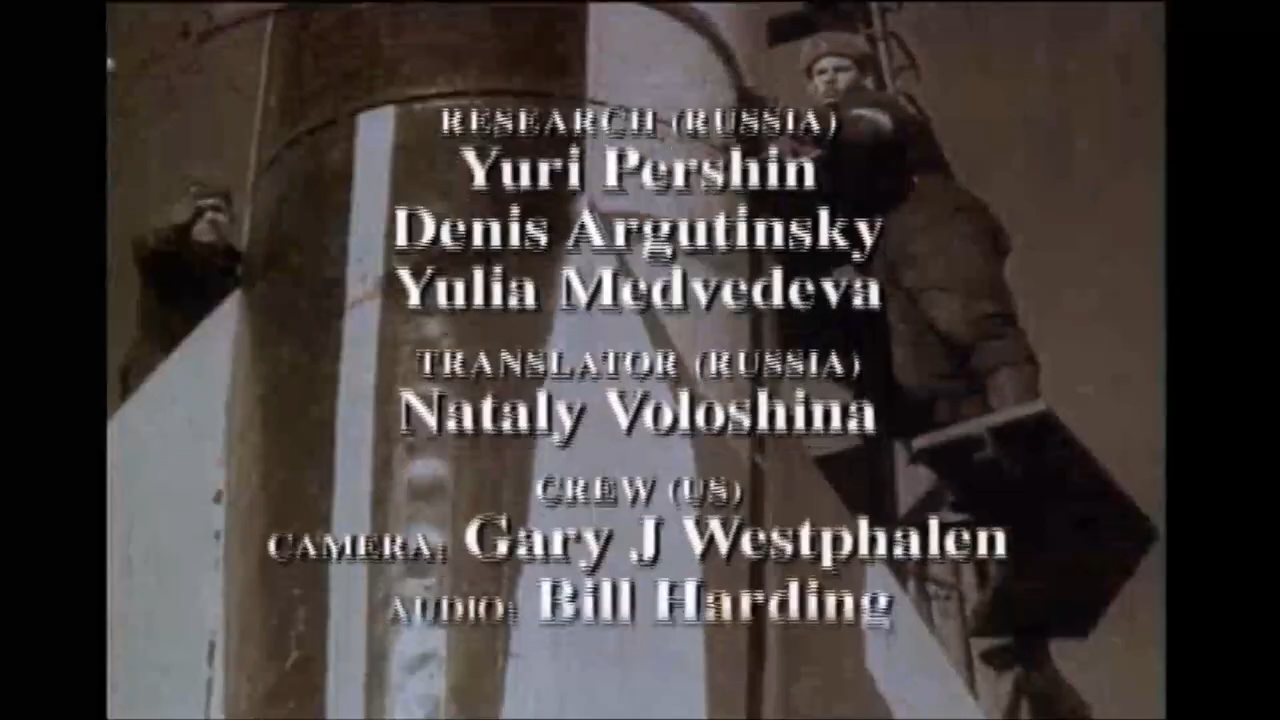 RESEARCH (RUSSIA)
Yuri Pershin
Denis Argutinsky
Yulia Medvedeva
TRANSLATOR (RUSSIA)
Nataly Voloshina
CREW (US)
CAMERA: Gary J Westphalen
AUDIO: Bill Harding